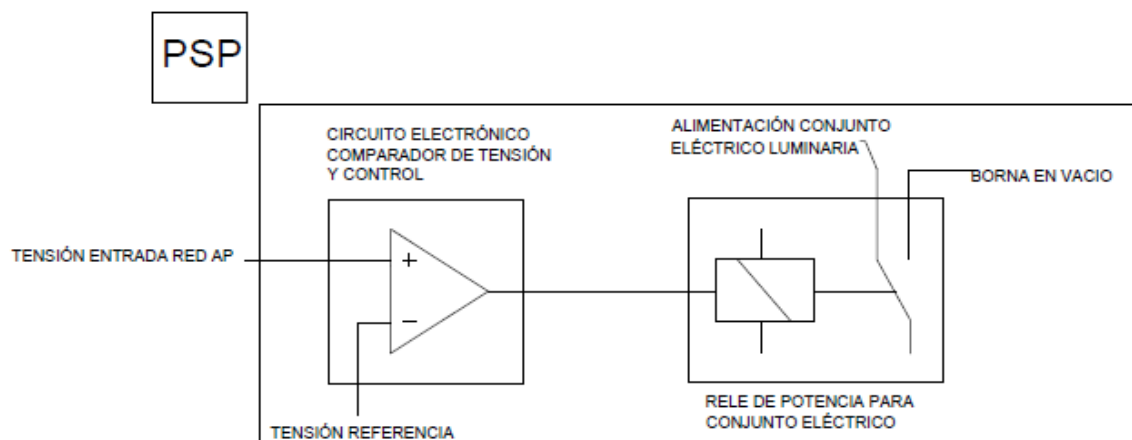 PSP
CIRCUITO ELECTRÓNICO
COMPARADOR DE TENSIÓN
Y CONTROL
ALIMENTACIÓN CONJUNTO
ELÉCTRICO LUMINARIA
BORNA EN VACIO
TENSIÓN ENTRADA RED AP
+
−
TENSIÓN REFERENCIA
RELE DE POTENCIA PARA
CONJUNTO ELÉCTRICO